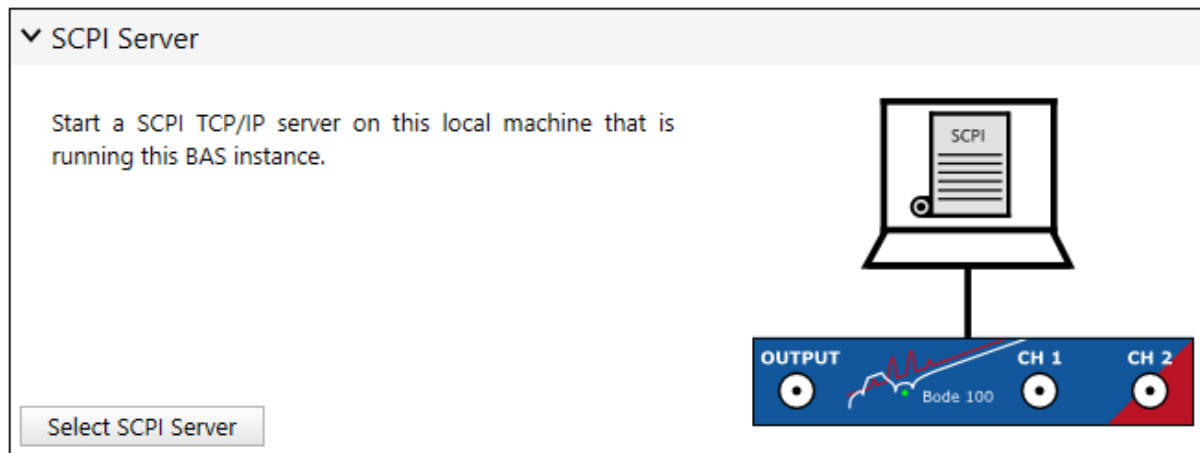 SCPI Server
Start a SCPI TCP/IP server on this local machine that is
running this BAS instance.
SCPI
OUTPUT
CH 1
CH 2
Bode 100
Select SCPI Server